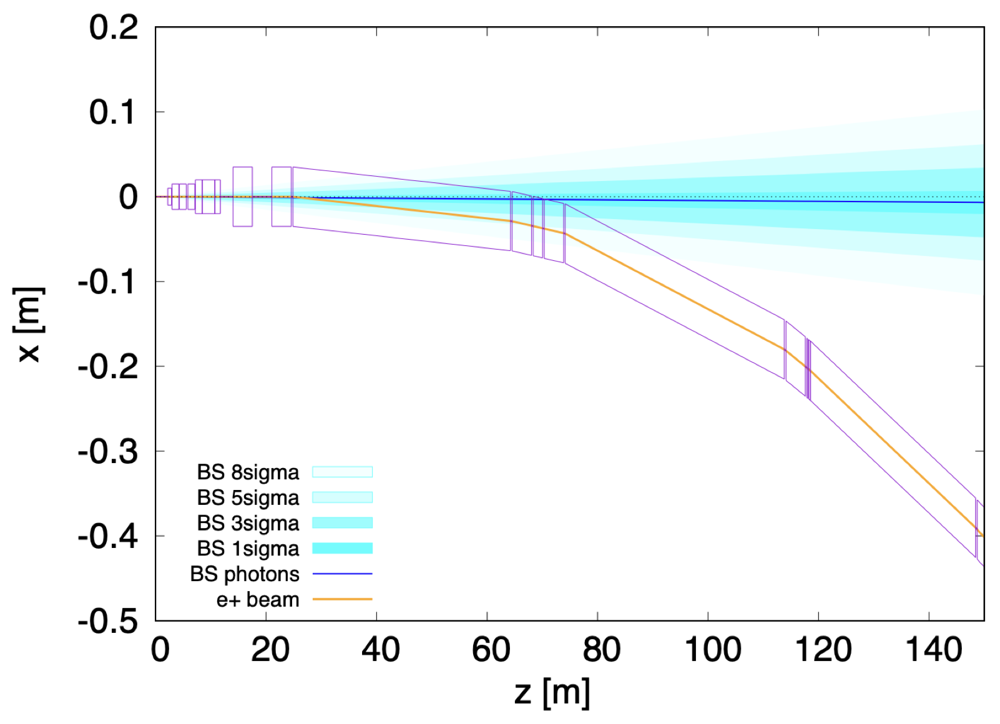 0.2
0.1
0
-0.1
-0.2
-0.3
-0.4
-0.5
x [m]
BS 8sigma
BS 5sigma
BS 3sigma
BS 1sigma
BS photons
e+ beam
0 20 40 60 80 100 120 140
z [m]